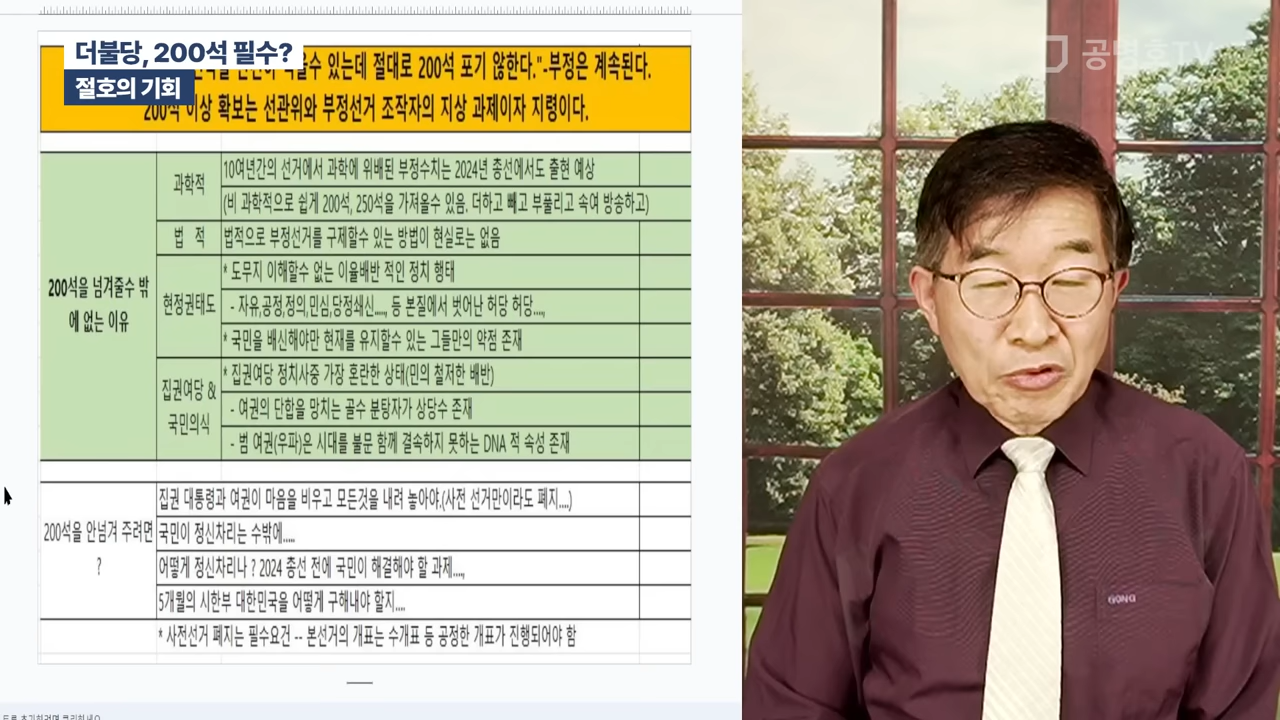 더불당, 200석 필수?
절호의 기회
있는데 절대로 200석 포기 않한다."-부정은 계속된다.
200석 이상 확보는 선관위와 부정선거 조작자의 지상 과제이자 지령이다.
200석을 넘겨줄수 밖
에 없는 이유
과학적
10여년간의 선거에서 과학에 위배된 부정수치는 2024년 총선에서도 출현 예상
(비 과학적으로 쉽게 200석, 250석을 가져올수 있음. 더하고 빼고 부풀리고 속여 방송하고)
법 적
법적으로 부정선거를 구제할수 있는 방법이 현실로는 없음
현정권태도
* 도무지 이해할수 없는 이율배반 적인 정치 행태
- 자유,공정,정의,민심,당정쇄신...., 등 본질에서 벗어난 허당 허당....,
* 국민을 배신해야만 현재를 유지할수 있는 그들만의 약점 존재
집권여당 &
국민의식
* 집권여당 정치사중 가장 혼란한 상태(민의 철저한 배반)
- 여권의 단합을 망치는 골수 분탕자가 상당수 존재
- 범 여권(우파)은 시대를 불문 함께 결속하지 못하는 DNA 적 속성 존재
200석을 안넘겨 주려면
?
집권 대통령과 여권이 마음을 비우고 모든것을 내려 놓아야.(사전 선거만이라도 폐지....)
국민이 정신차리는 수밖에.....
어떻게 정신차리나 ? 2024 총선 전에 국민이 해결해야 할 과제....,
5개월의 시한부 대한민국을 어떻게 구해내야 할지....
* 사전선거 폐지는 필수요건 -- 본선거의 개표는 수개표 등 공정한 개표가 진행되어야 함
공병호TV
GONG